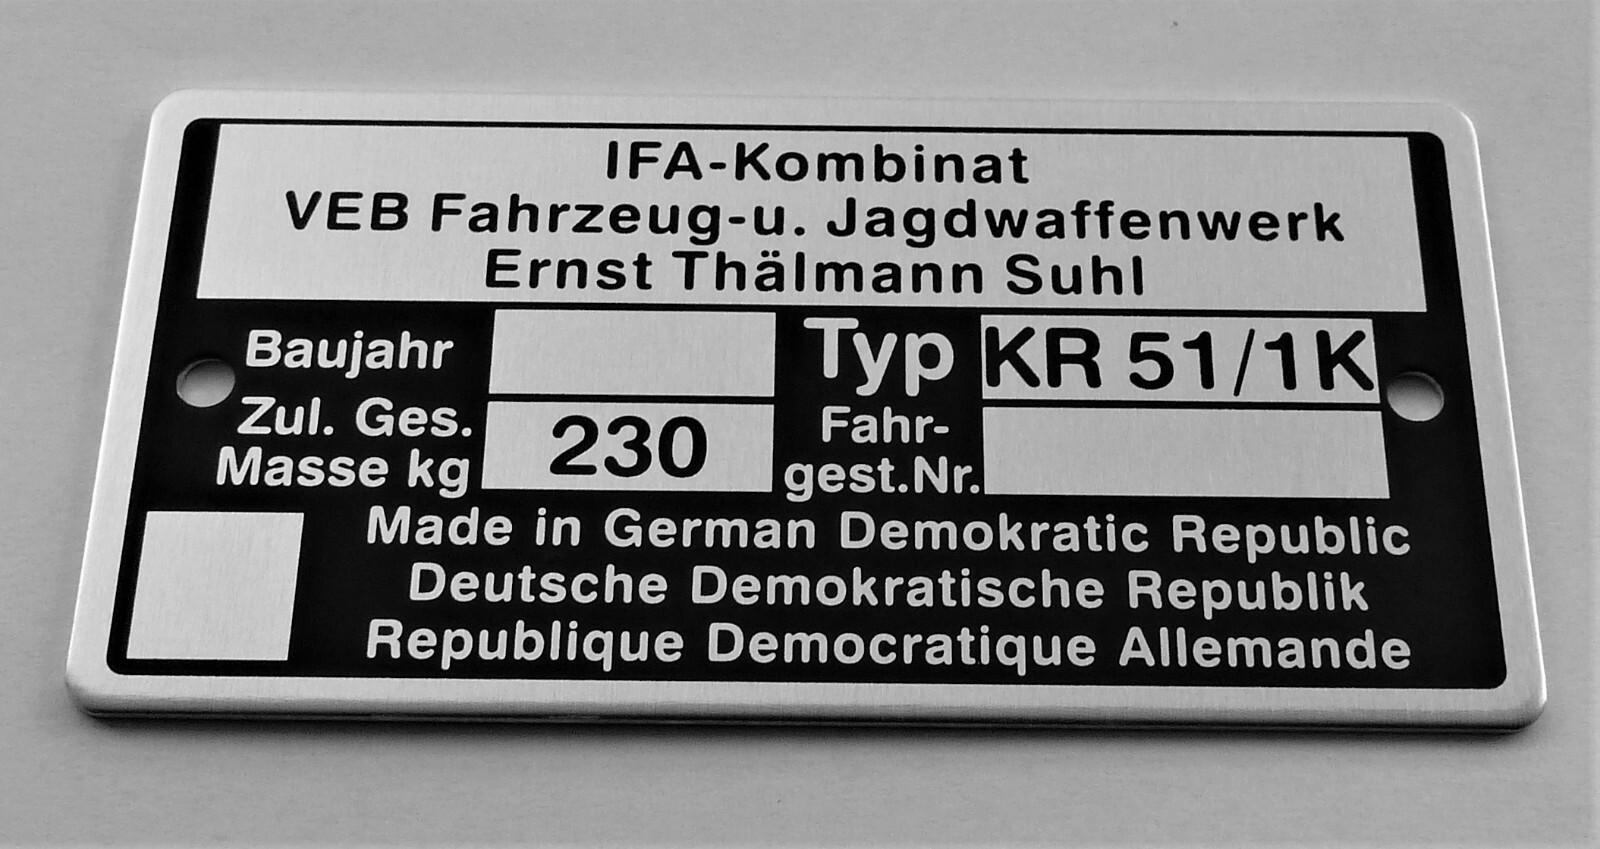 IFA-Kombinat
VEB Fahrzeug-u. Jagdwaffenwerk
Ernst Thälmann Suhl
Baujahr
Typ KR 51/1K
Zul. Ges.
Masse kg 230
Fahr-
gest.Nr.
Made in German Demokratic Republic
Deutsche Demokratische Republik
Republique Democratique Allemande